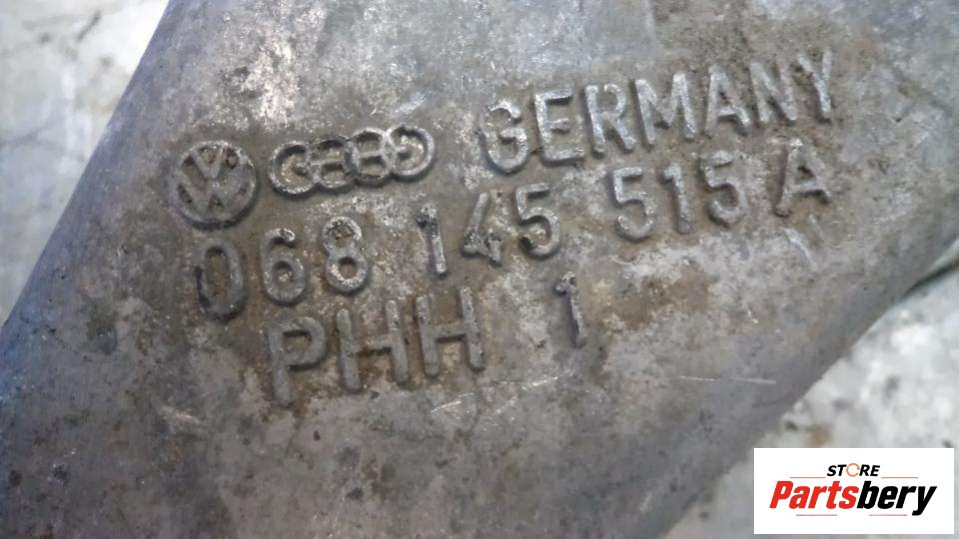 GERMANY
068 145 515 A
PHH 1
STORE
Partsbery